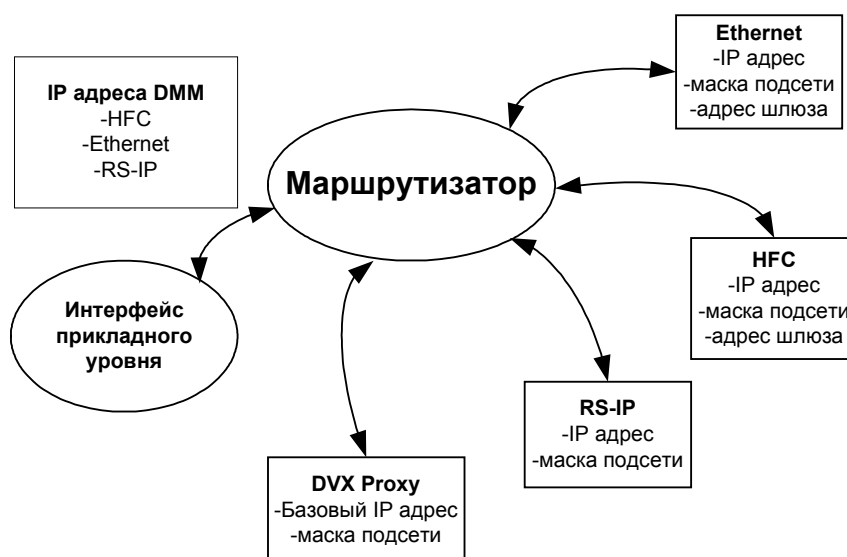 IP адреса DMM
-HFC
-Ethernet
-RS-IP
Маршрутизатор
Ethernet
-IP адрес
-маска подсети
-адрес шлюза
HFC
-IP адрес
-маска подсети
-адрес шлюза
Интерфейс
прикладного
уровня
RS-IP
-IP адрес
-маска подсети
DVX Proxy
-Базовый IP адрес
-маска подсети